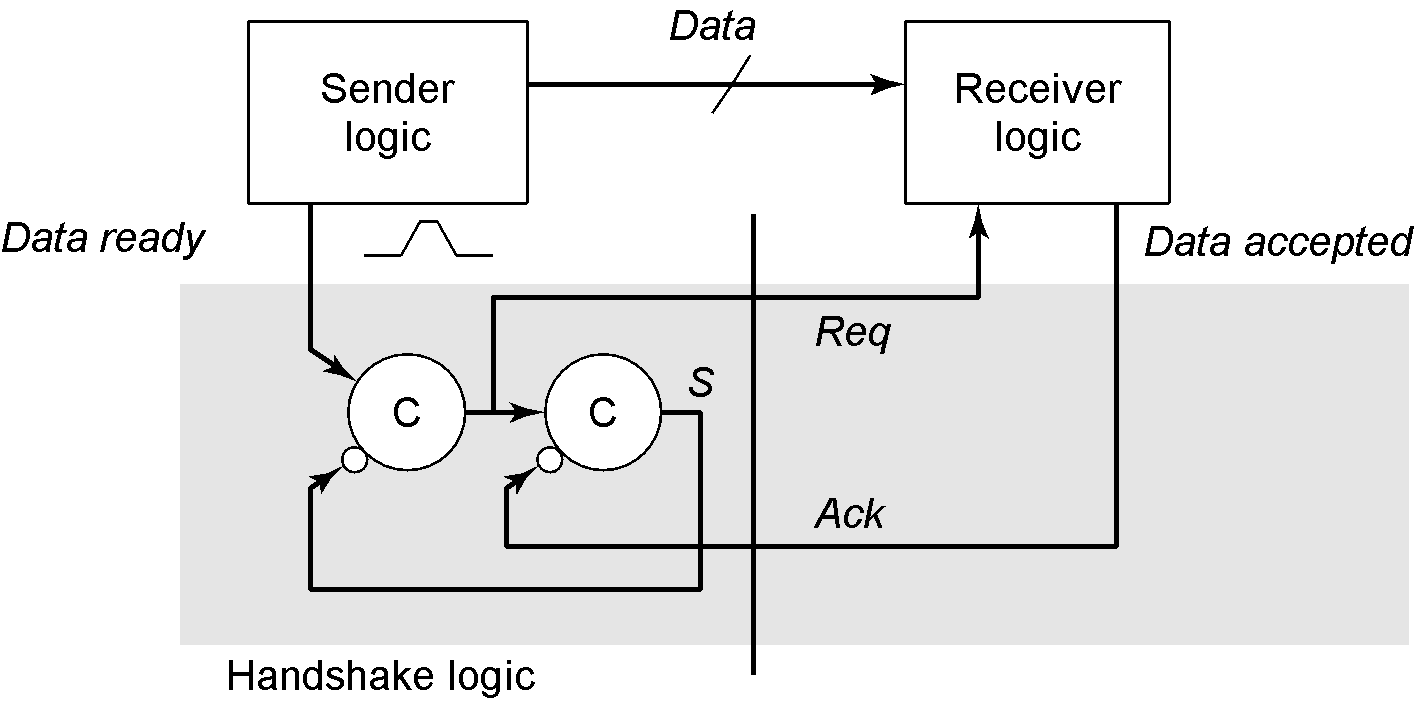 Data
Sender
logic
Receiver
logic
Data ready
Data accepted
Req
C
C
S
Ack
Handshake logic